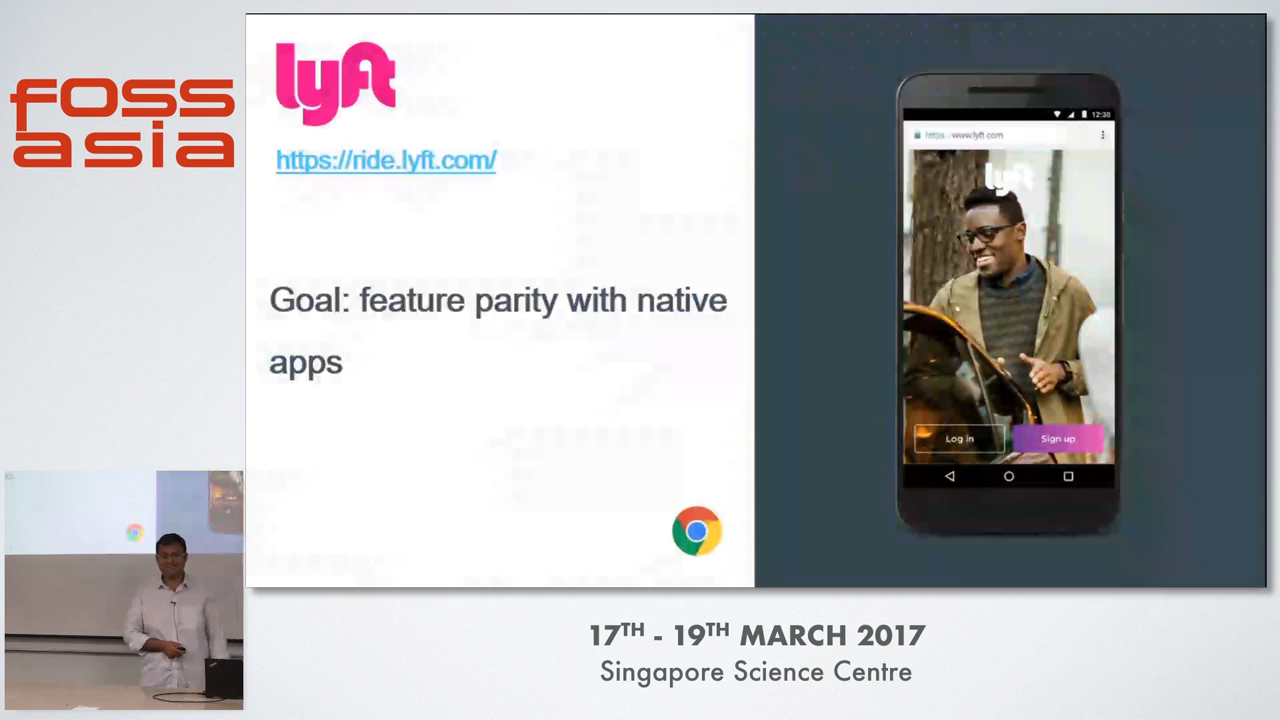 foss
asia
lyft
https://ride.lyft.com/
Goal: feature parity with native
apps
12:30
https://www.lyft.com
lyft
Log in
Sign up
17TH - 19TH MARCH 2017
Singapore Science Centre